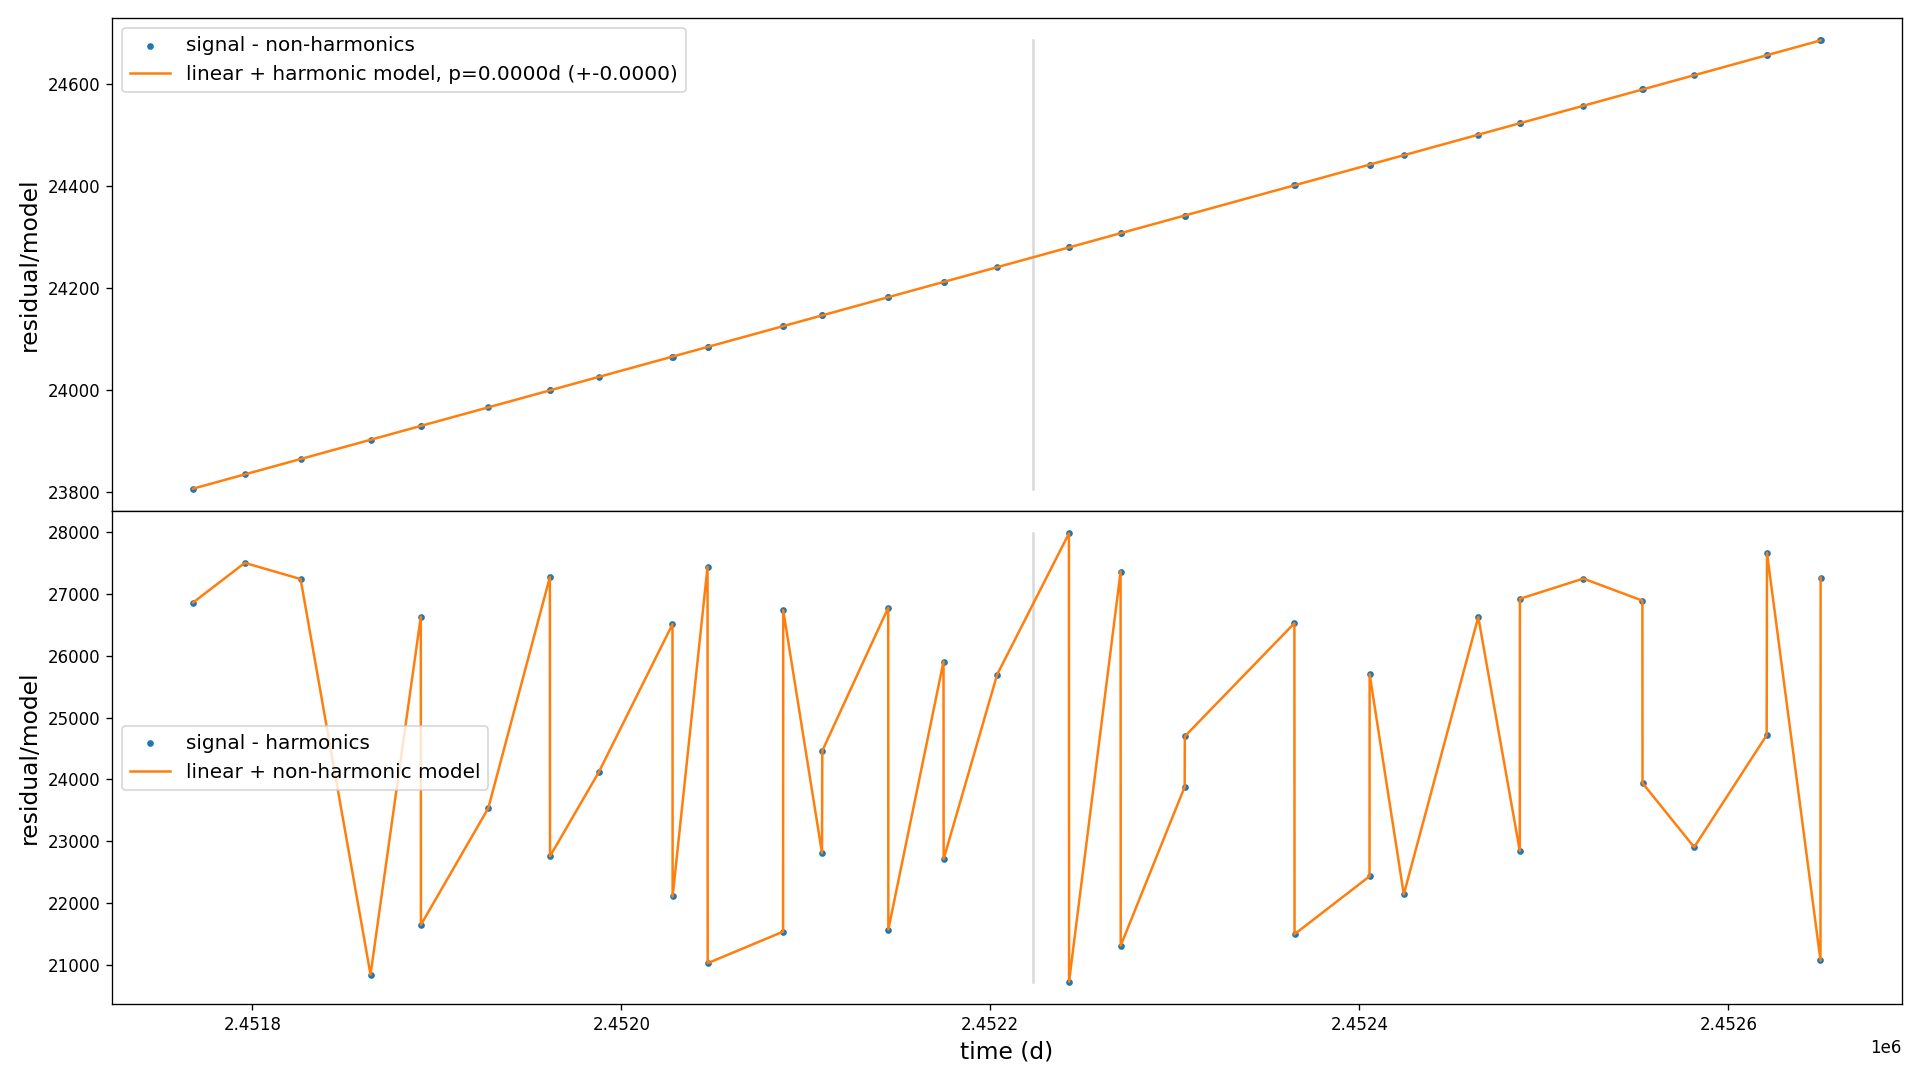 signal - non-harmonics
linear + harmonic model, p=0.0000d (+-0.0000)
residual/model
24600
24400
24200
24000
23800
signal - harmonics
linear + non-harmonic model
residual/model
28000
27000
26000
25000
24000
23000
22000
21000
2.4518
2.4520
2.4522
2.4524
2.4526
1e6
time (d)